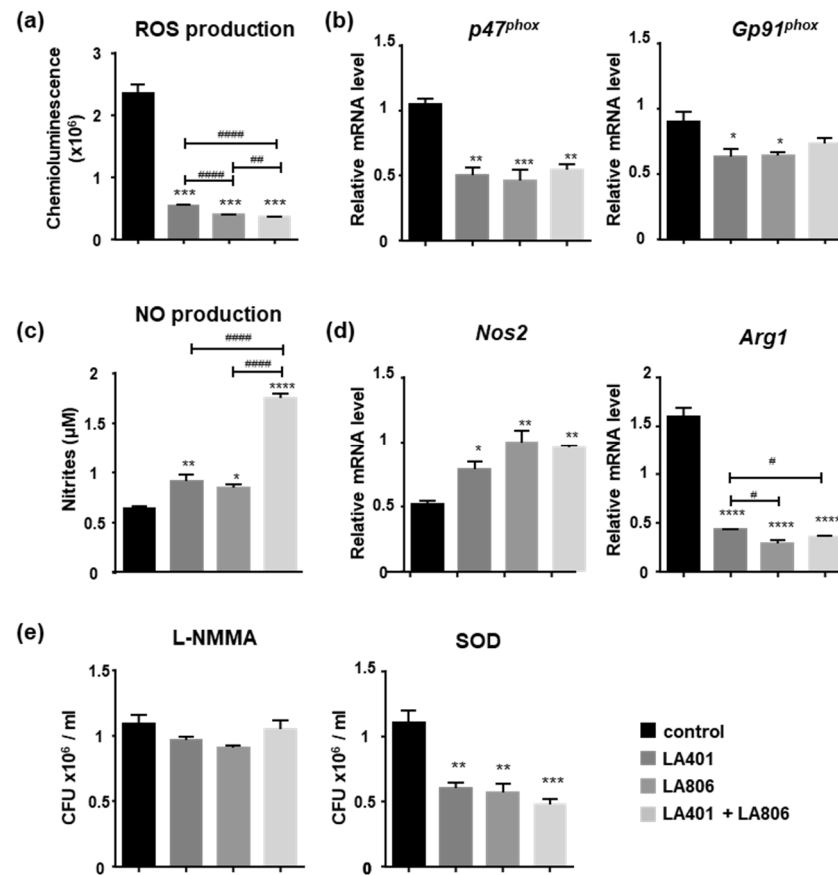 (a)
ROS production
Chemioluminescence
(x10⁶)
3
2
1
0
***
***
***
####
##
####
(b)
p47ᵖʰᵒˣ
Relative mRNA level
1.5
1
0.5
0
**
***
**
Gp91ᵖʰᵒˣ
Relative mRNA level
1.5
1
0.5
0
*
*
(c)
NO production
Nitrites (µM)
2
1.5
1
0.5
0
**
*
****
####
####
(d)
Nos2
Relative mRNA level
1.5
1
0.5
0
*
**
**
Arg1
Relative mRNA level
2
1.5
1
0.5
0
****
****
****
#
#
(e)
L-NMMA
CFU x10⁶ / ml
1.5
1
0.5
0
SOD
CFU x10⁶ / ml
1.5
1
0.5
0
**
**
***
control
LA401
LA806
LA401 + LA806